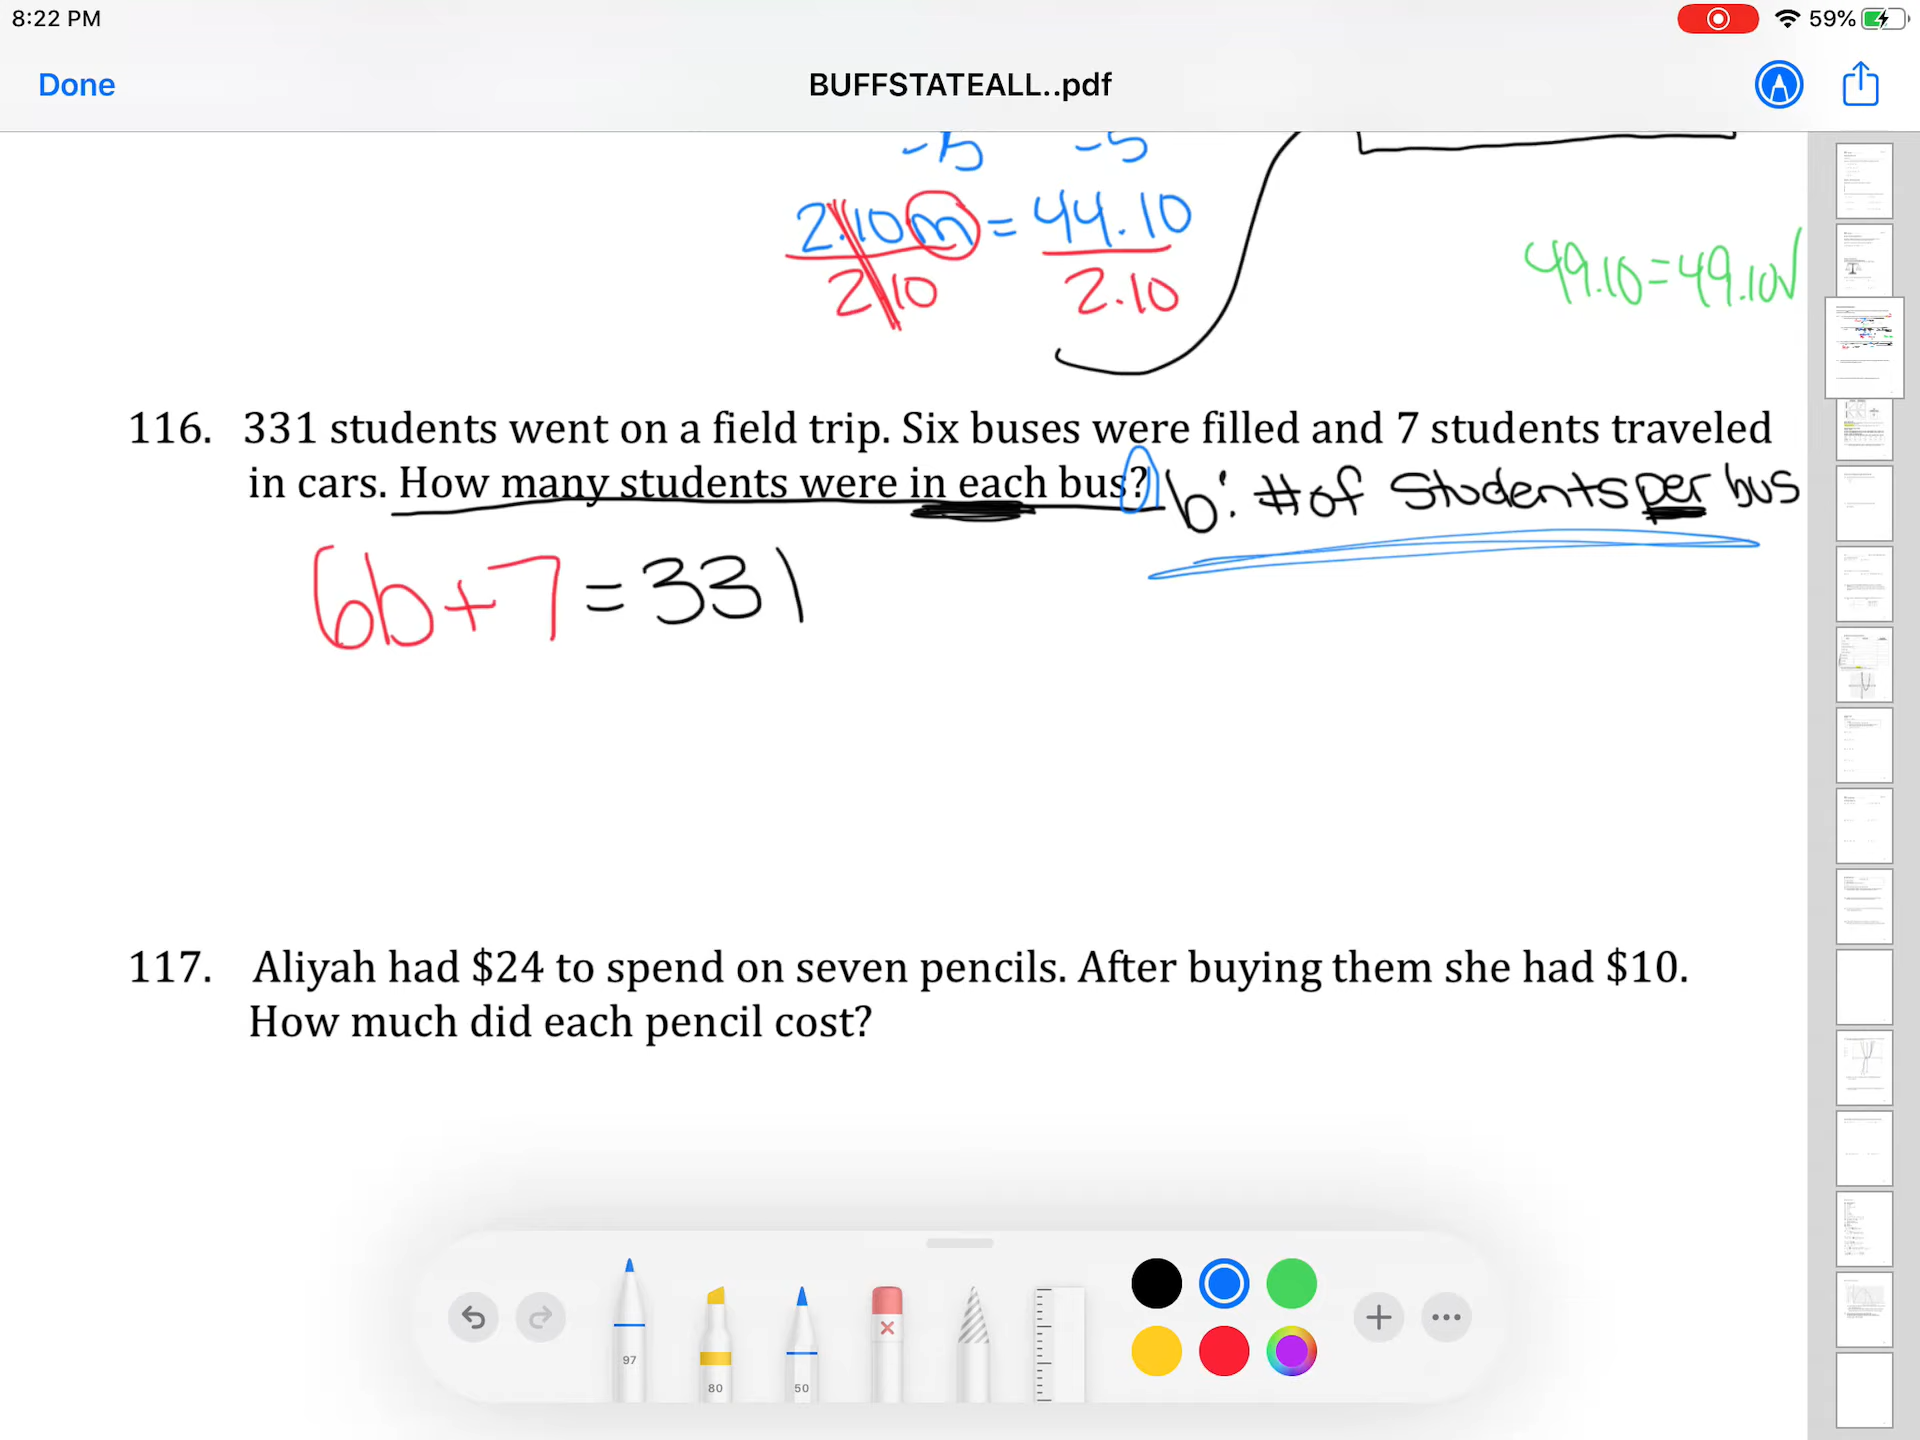 8:22 PM
59%
Done
BUFFSTATEALL..pdf
-5 -5
2.10m = 44.10
2.10 2.10
49.10=49.10√
116. 331 students went on a field trip. Six buses were filled and 7 students traveled
in cars. How many students were in each bus?
b: # of students per bus
6b+7=331
117. Aliyah had $24 to spend on seven pencils. After buying them she had $10.
How much did each pencil cost?
97
80
50